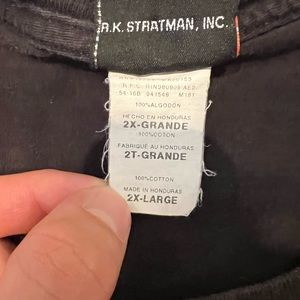 R.K. STRATMAN, INC.
100%ALGODON
HECHO EN HONDURAS
2X-GRANDE
100%COTON
FABRIQUÉ AU HONDURAS
2T-GRANDE
100%COTTON
MADE IN HONDURAS
2X-LARGE